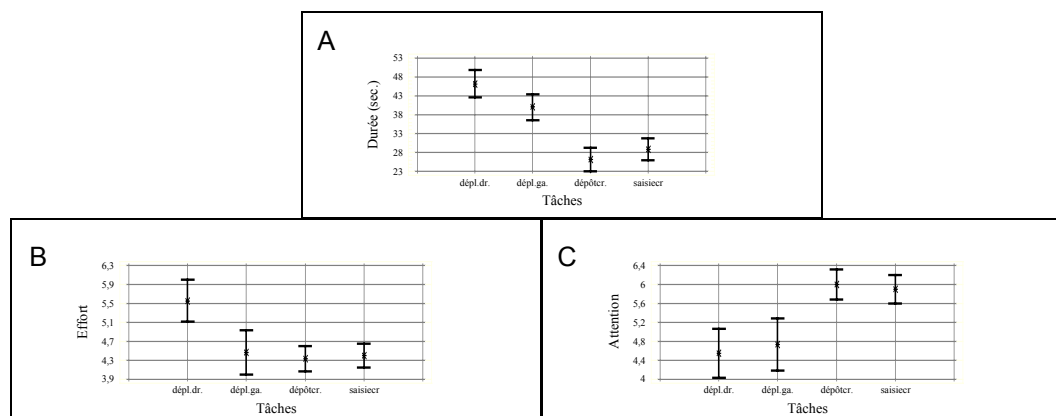 A
53
48
43
38
33
28
23
Durée (sec.)
dépl.dr. dépl.ga. dépôtcr. saisiecr
Tâches
B
6,3
5,9
5,5
5,1
4,7
4,3
3,9
Effort
dépl.dr. dépl.ga. dépôtcr. saisiecr
Tâches
C
6,4
6
5,6
5,2
4,8
4,4
4
Attention
dépl.dr. dépl.ga. dépôtcr. saisiecr
Tâches